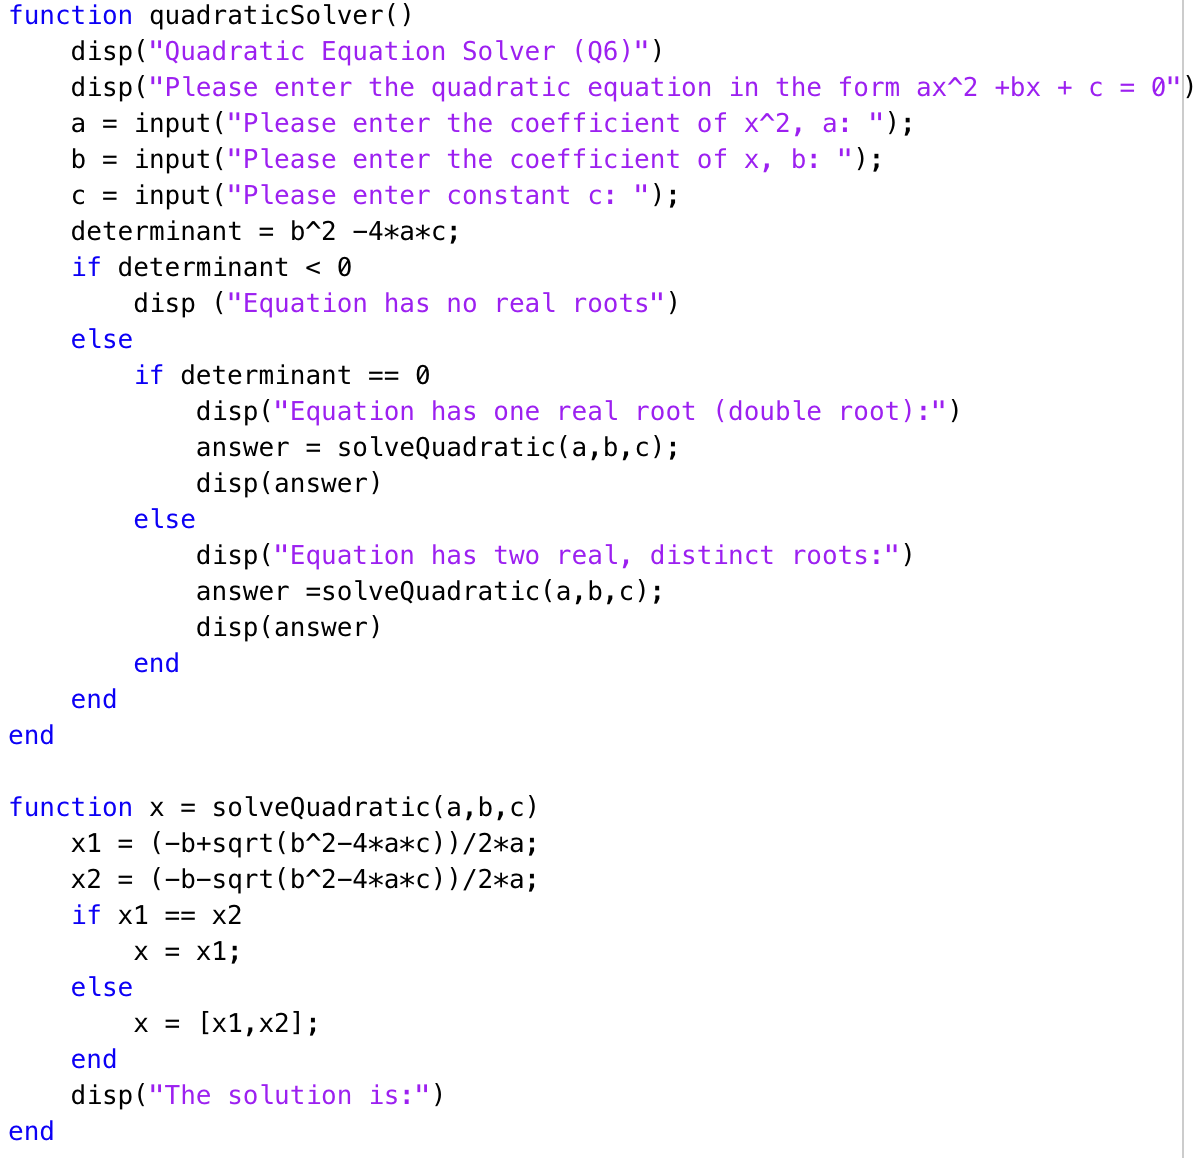 function quadraticSolver()
    disp("Quadratic Equation Solver (Q6)")
    disp("Please enter the quadratic equation in the form ax^2 +bx + c = 0")
    a = input("Please enter the coefficient of x^2, a: ");
    b = input("Please enter the coefficient of x, b: ");
    c = input("Please enter constant c: ");
    determinant = b^2 -4*a*c;
    if determinant < 0
        disp ("Equation has no real roots")
    else
        if determinant == 0
            disp("Equation has one real root (double root):")
            answer = solveQuadratic(a,b,c);
            disp(answer)
        else
            disp("Equation has two real, distinct roots:")
            answer =solveQuadratic(a,b,c);
            disp(answer)
        end
    end
end

function x = solveQuadratic(a,b,c)
    x1 = (-b+sqrt(b^2-4*a*c))/2*a;
    x2 = (-b-sqrt(b^2-4*a*c))/2*a;
    if x1 == x2
        x = x1;
    else
        x = [x1,x2];
    end
    disp("The solution is:")
end